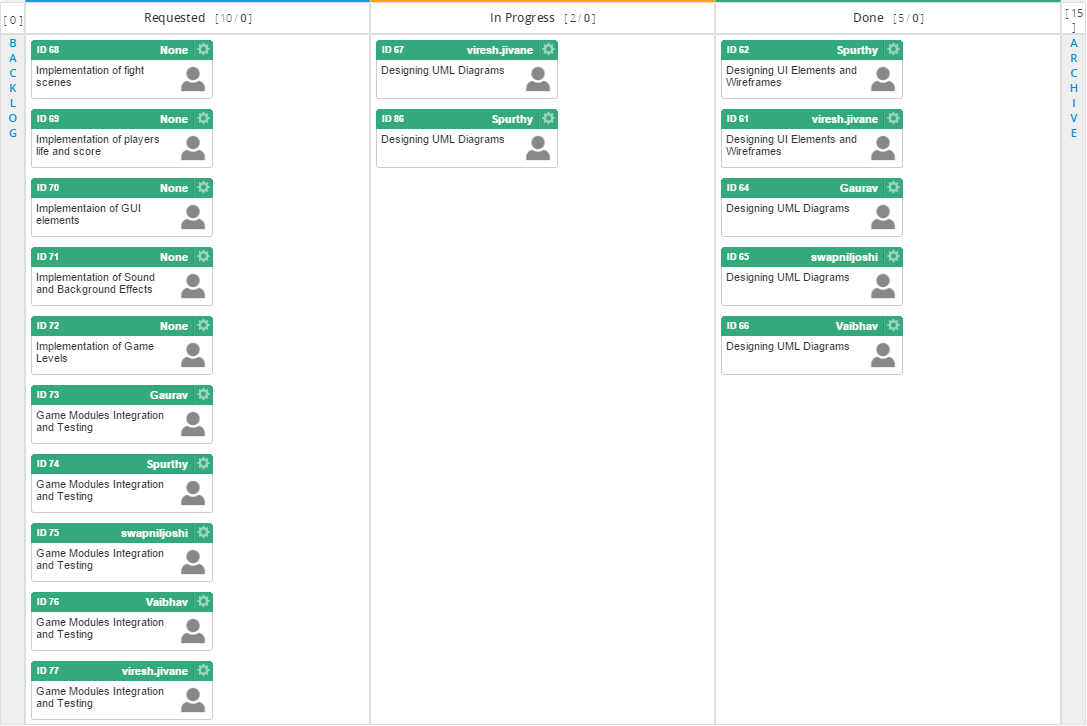 [ 0 ]
BACKLOG
Requested [ 10 / 0 ]
ID 68 None
Implementation of fight
scenes
ID 69 None
Implementation of players
life and score
ID 70 None
Implementaion of GUI
elements
ID 71 None
Implementation of Sound
and Background Effects
ID 72 None
Implementation of Game
Levels
ID 73 Gaurav
Game Modules Integration
and Testing
ID 74 Spurthy
Game Modules Integration
and Testing
ID 75 swapniljoshi
Game Modules Integration
and Testing
ID 76 Vaibhav
Game Modules Integration
and Testing
ID 77 viresh.jivane
Game Modules Integration
and Testing
In Progress [ 2 / 0 ]
ID 67 viresh.jivane
Designing UML Diagrams
ID 86 Spurthy
Designing UML Diagrams
Done [ 5 / 0 ]
ID 62 Spurthy
Designing UI Elements and
Wireframes
ID 61 viresh.jivane
Designing UI Elements and
Wireframes
ID 64 Gaurav
Designing UML Diagrams
ID 65 swapniljoshi
Designing UML Diagrams
ID 66 Vaibhav
Designing UML Diagrams
[ 15
]
ARCHIVE